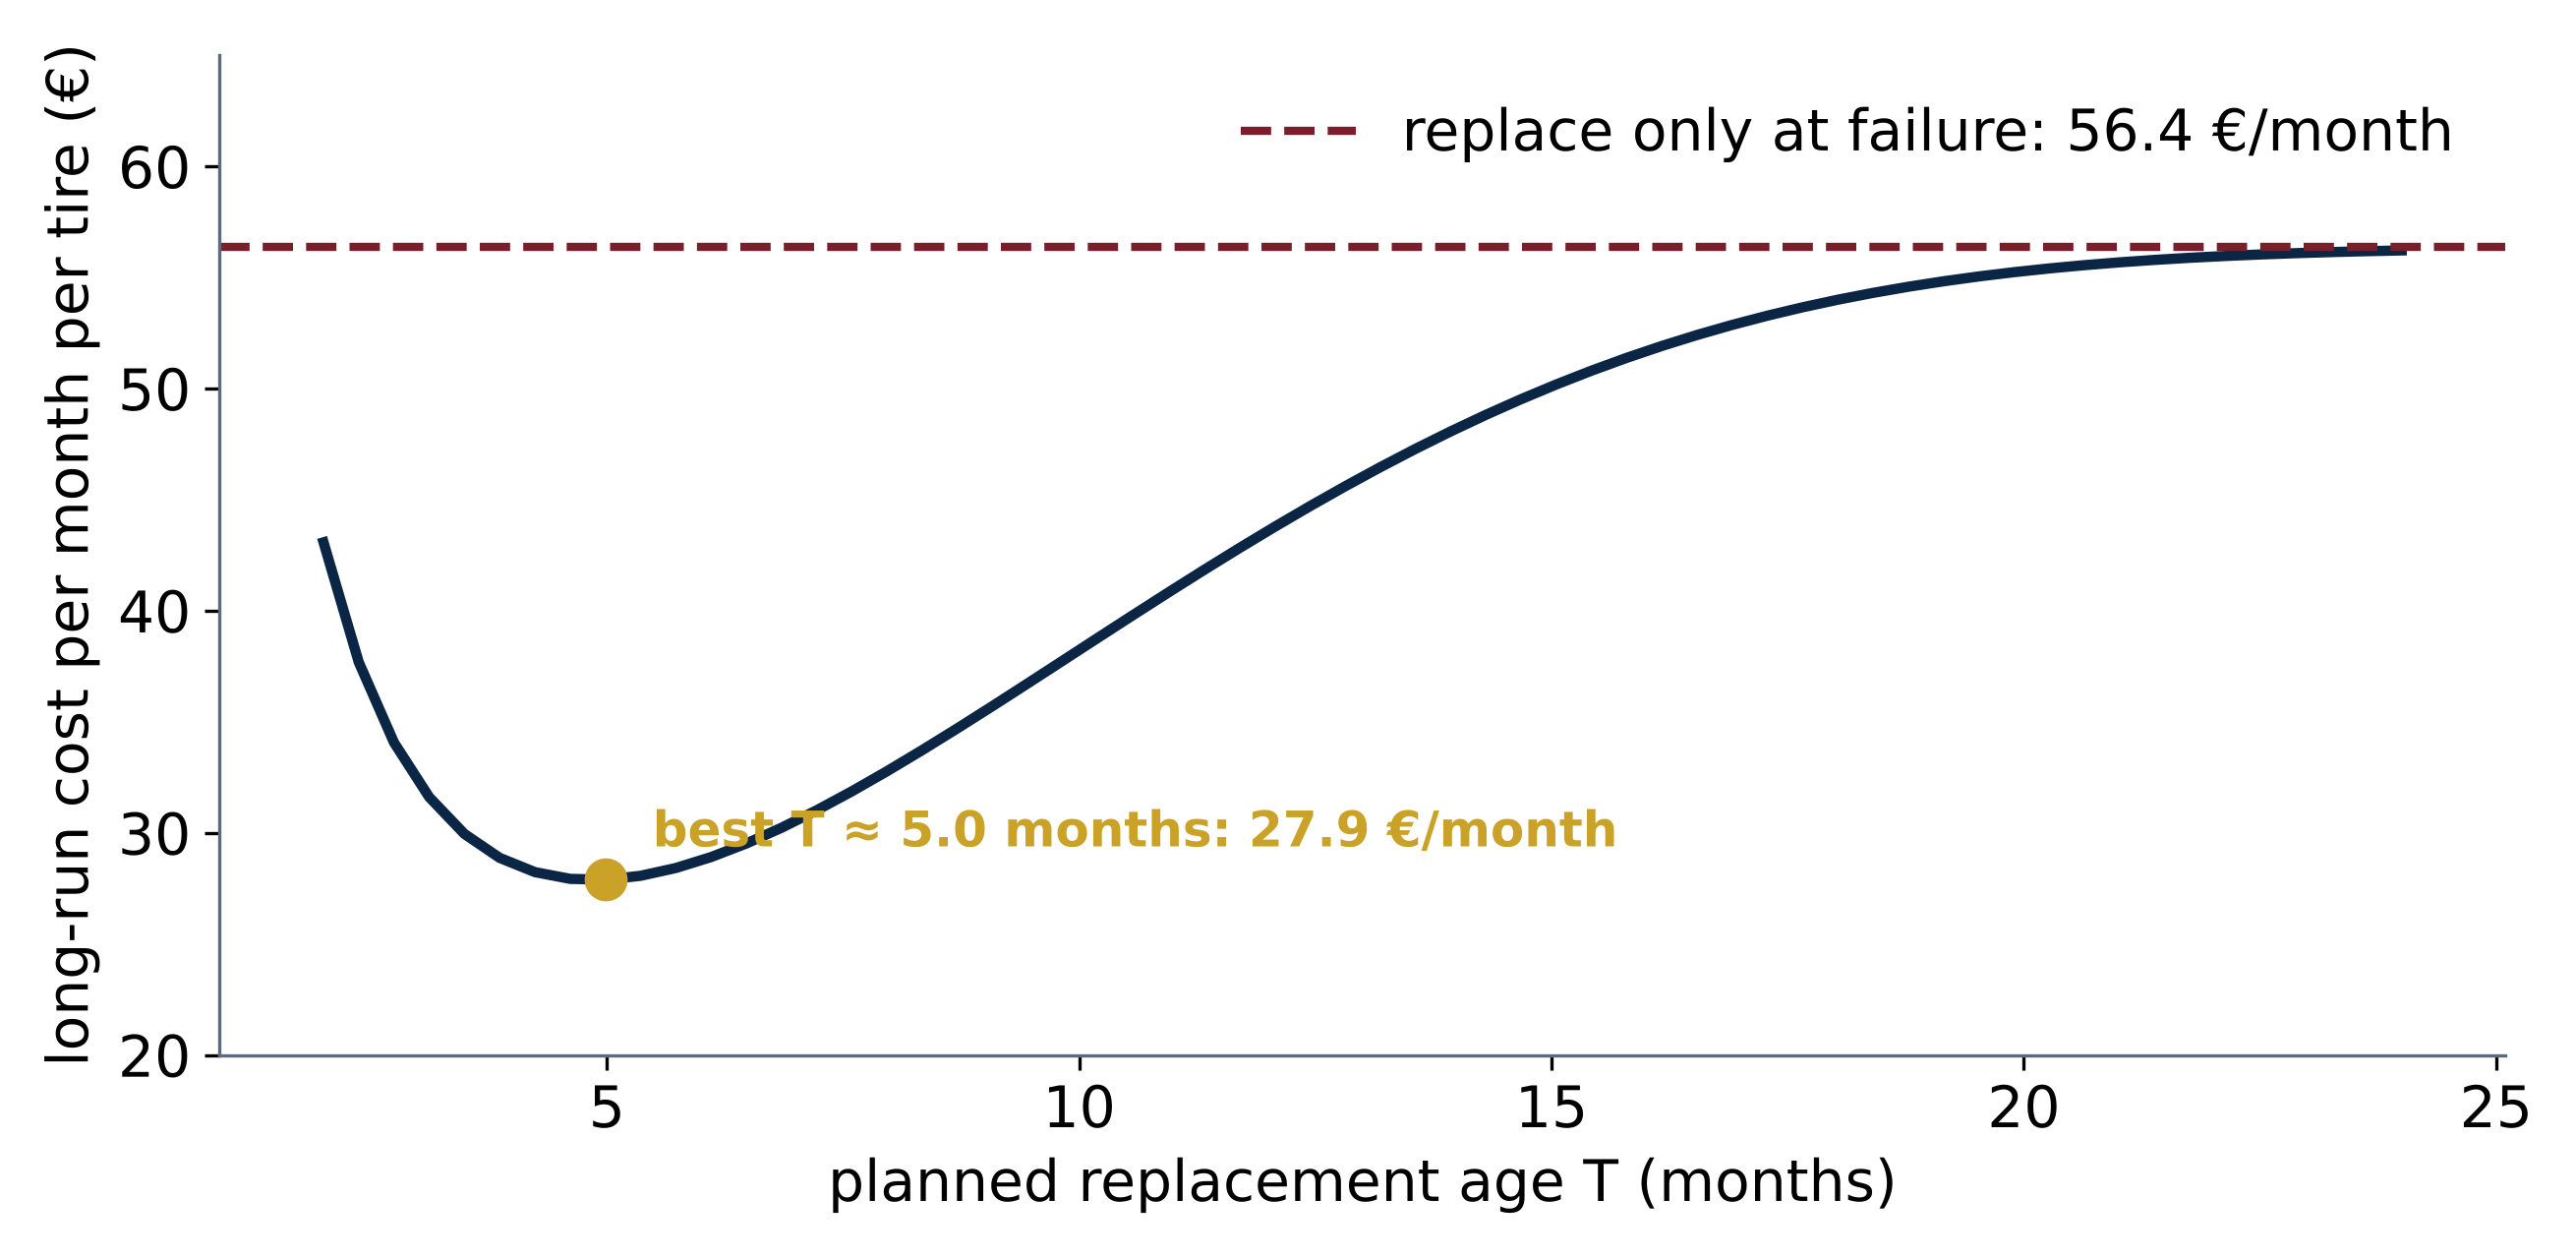 replace only at failure: 56.4 €/month
long-run cost per month per tire (€)
60
50
40
30
20
best T ≈ 5.0 months: 27.9 €/month
5
10
15
20
25
planned replacement age T (months)